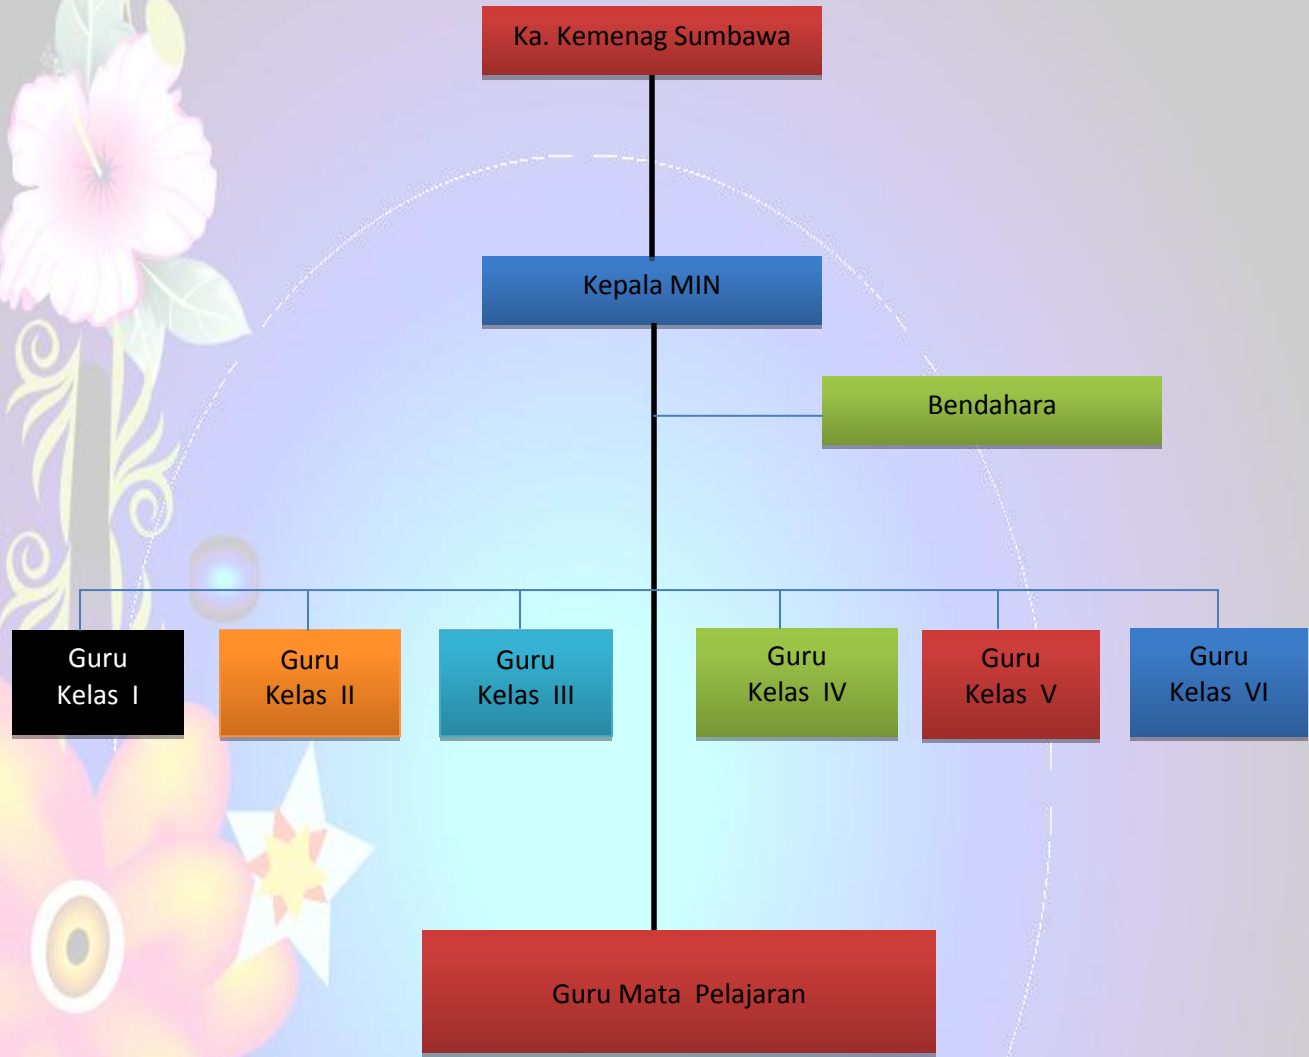 Ka. Kemenag Sumbawa
Kepala MIN
Bendahara
Guru
Kelas  I
Guru
Kelas  II
Guru
Kelas  III
Guru
Kelas  IV
Guru
Kelas  V
Guru
Kelas  VI
Guru Mata  Pelajaran